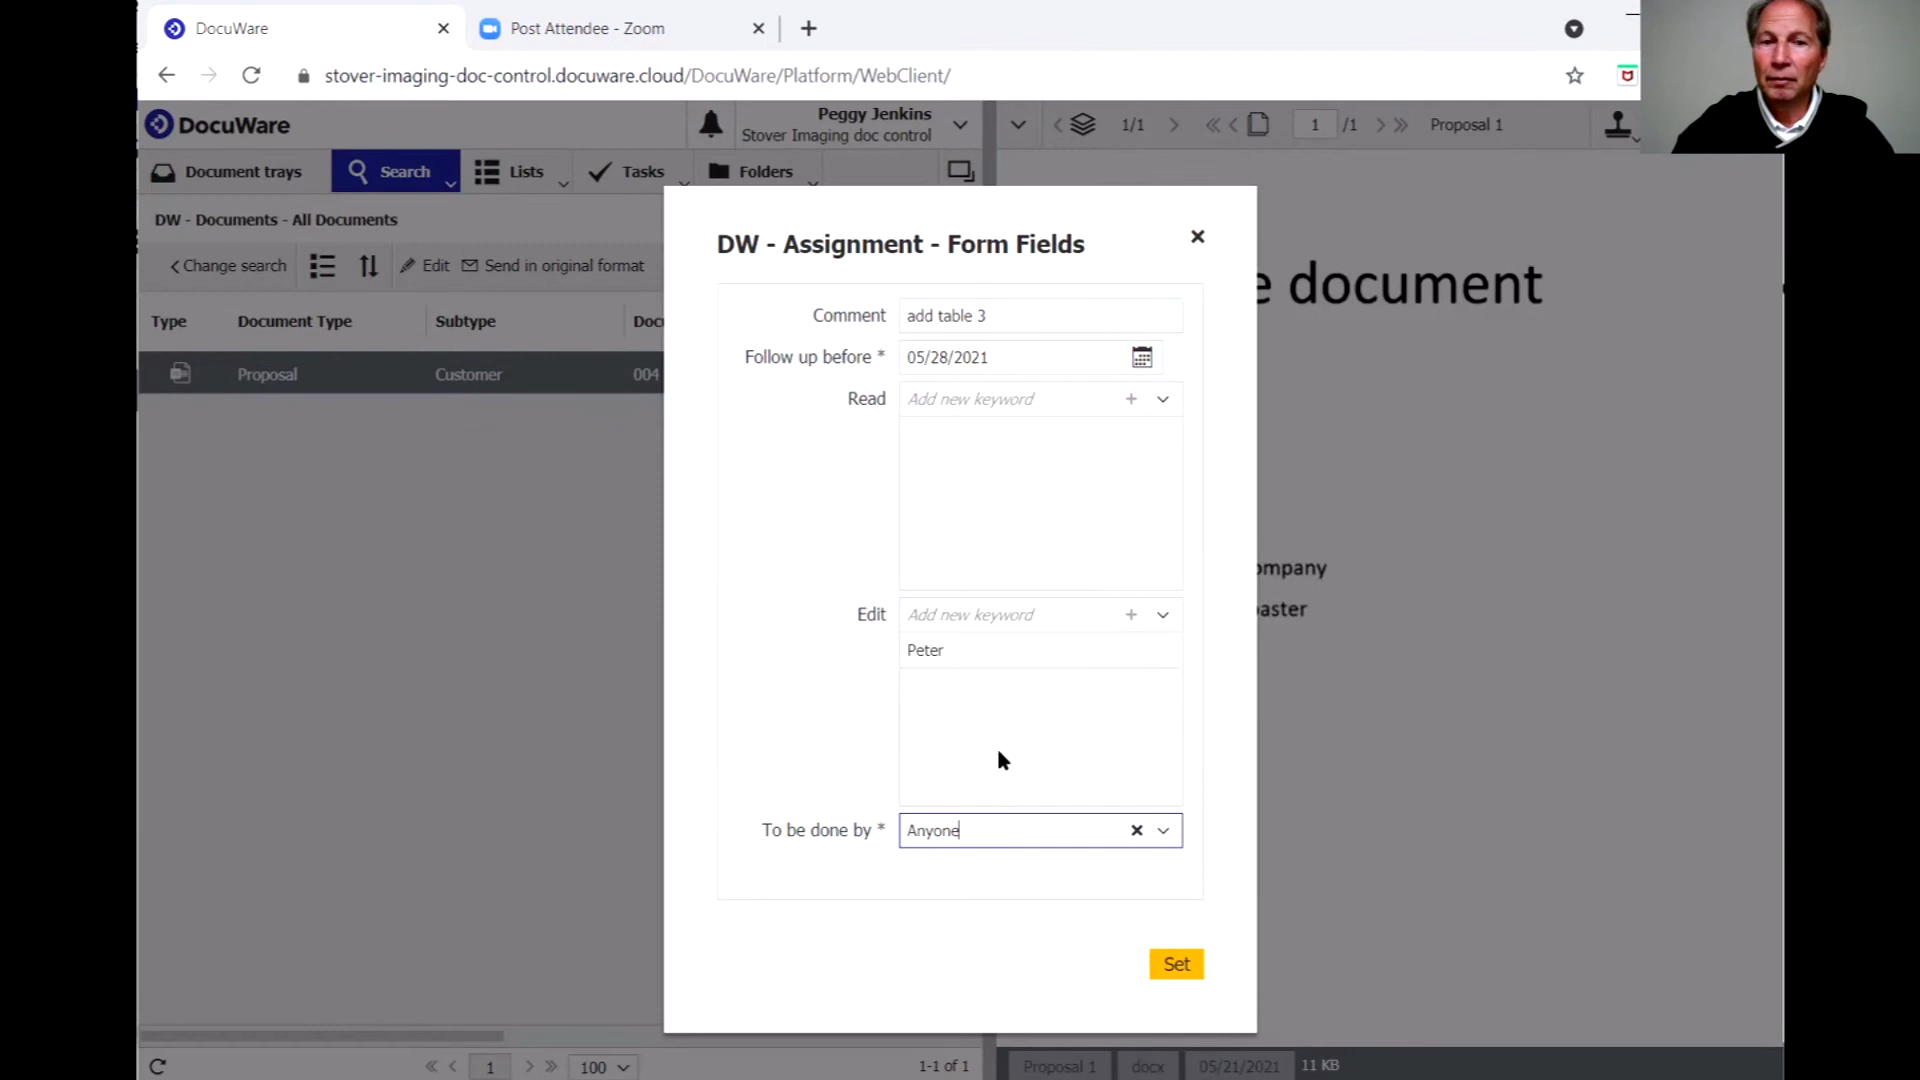 DocuWare
Post Attendee - Zoom
stover-imaging-doc-control.docuware.cloud/DocuWare/Platform/WebClient/
DocuWare
Peggy Jenkins
Stover Imaging doc control
1/1
1 /1
Proposal 1
Document trays
Search
Lists
Tasks
Folders
DW - Documents - All Documents
Change search
Edit
Send in original format
Type
Document Type
Subtype
Proposal
Customer
004
DW - Assignment - Form Fields
Comment
add table 3
Follow up before *
05/28/2021
Read
Add new keyword
Edit
Add new keyword
Peter
To be done by *
Anyone
Set
document
1
100
1-1 of 1
Proposal 1
docx
05/21/2021
11 KB